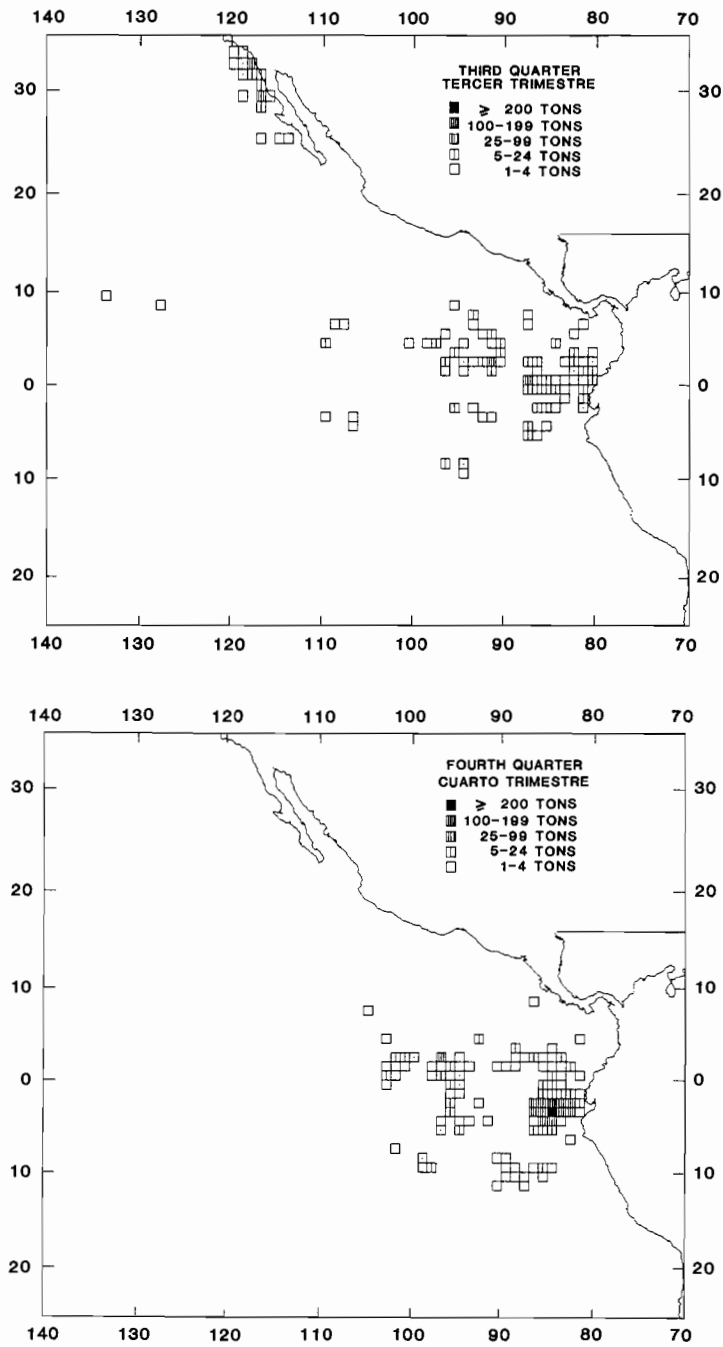 140 130 120 110 100 90 80 70
THIRD QUARTER
TERCER TRIMESTRE
⩾ 200 TONS
100-199 TONS
25-99 TONS
5-24 TONS
1-4 TONS
30 30
20 20
10 10
0 0
10 10
20 20
140 130 120 110 100 90 80 70
140 130 120 110 100 90 80 70
FOURTH QUARTER
CUARTO TRIMESTRE
⩾ 200 TONS
100-199 TONS
25-99 TONS
5-24 TONS
1-4 TONS
30 30
20 20
10 10
0 0
10 10
20 20
140 130 120 110 100 90 80 70